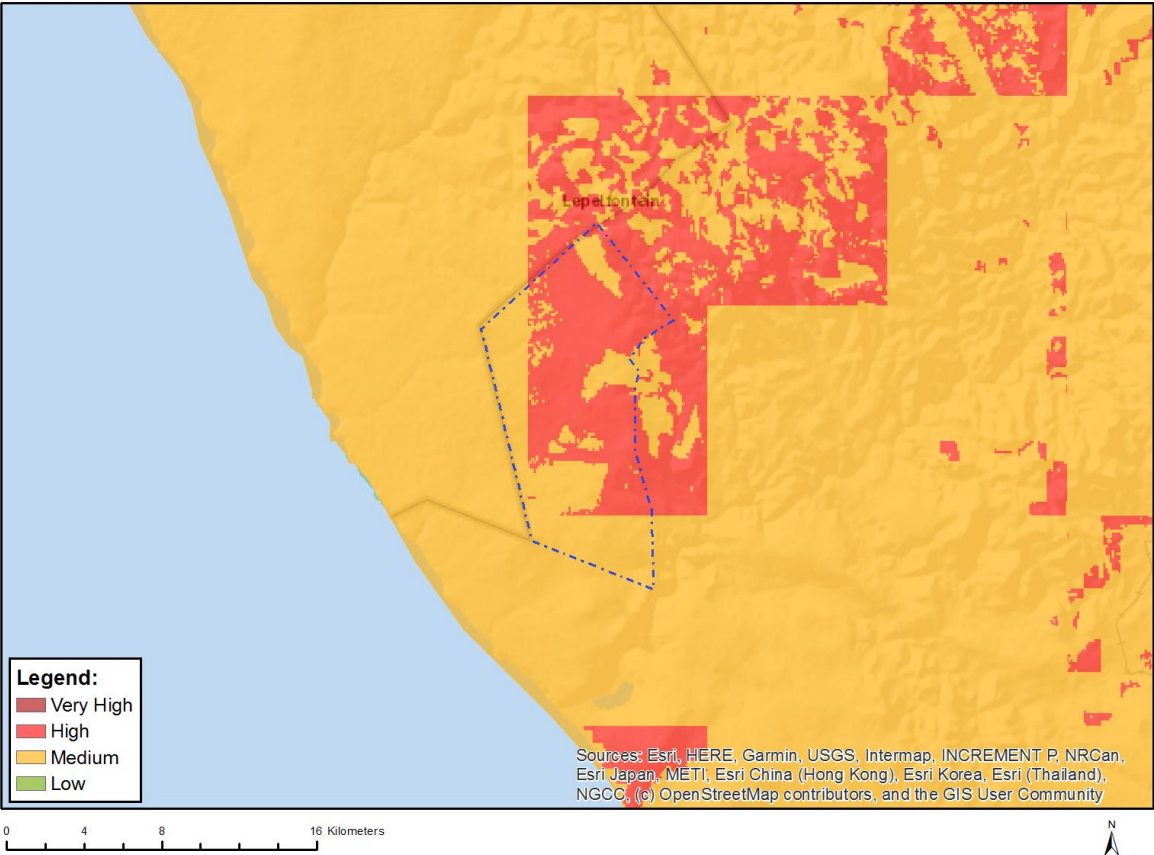 Lepelfontein
Legend:
Very High
High
Medium
Low
Sources: Esri, HERE, Garmin, USGS, Intermap, INCREMENT P, NRCan,
Esri Japan, METI, Esri China (Hong Kong), Esri Korea, Esri (Thailand),
NGCC, (c) OpenStreetMap contributors, and the GIS User Community
0 4 8 16 Kilometers
N